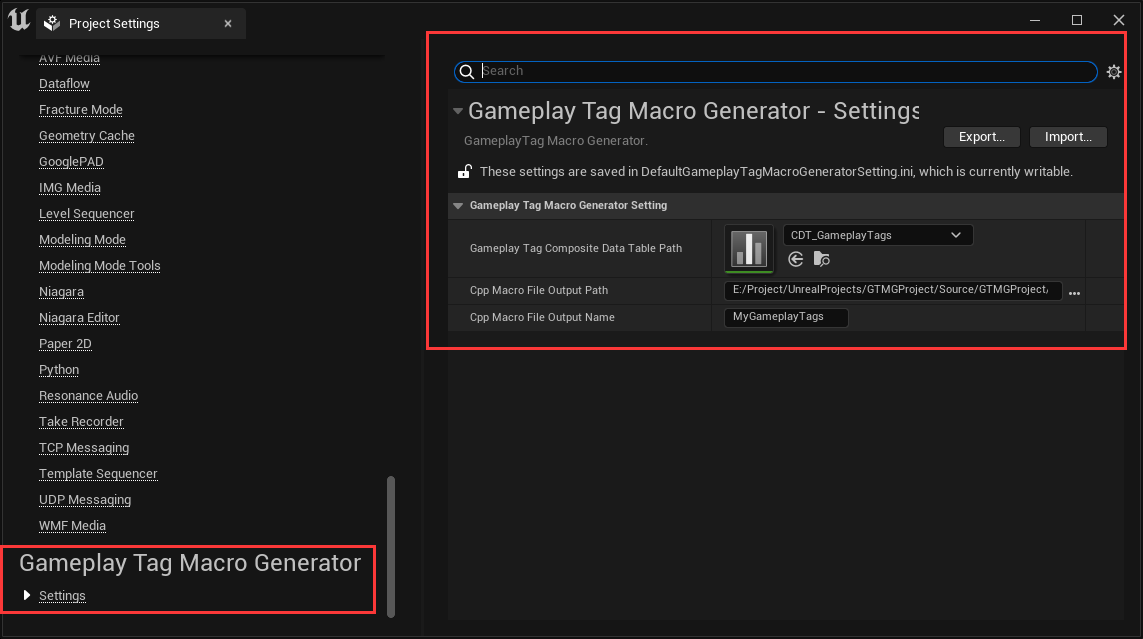 Project Settings
AVF Media
Dataflow
Fracture Mode
Geometry Cache
GooglePAD
IMG Media
Level Sequencer
Modeling Mode
Modeling Mode Tools
Niagara
Niagara Editor
Paper 2D
Python
Resonance Audio
Take Recorder
TCP Messaging
Template Sequencer
UDP Messaging
WMF Media
Gameplay Tag Macro Generator
Settings
Search
Gameplay Tag Macro Generator - Settings
GameplayTag Macro Generator.
Export...
Import...
These settings are saved in DefaultGameplayTagMacroGeneratorSetting.ini, which is currently writable.
Gameplay Tag Macro Generator Setting
Gameplay Tag Composite Data Table Path
CDT_GameplayTags
Cpp Macro File Output Path
E:/Project/UnrealProjects/GTMGProject/Source/GTMGProject/
...
Cpp Macro File Output Name
MyGameplayTags